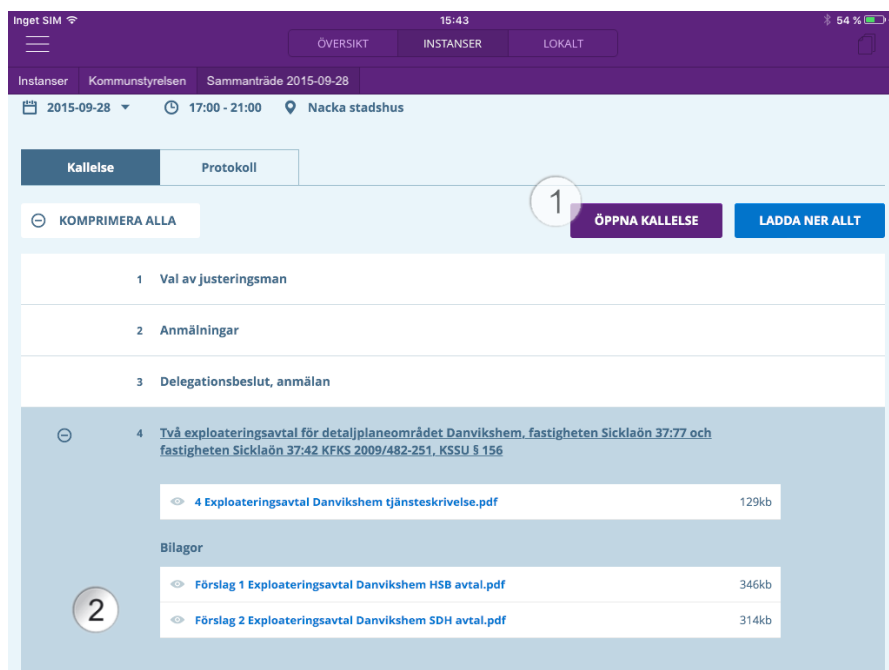 Inget SIM 15:43 54 %
ÖVERSIKT INSTANSER LOKALT
Instanser Kommunstyrelsen Sammanträde 2015-09-28
2015-09-28 17:00 - 21:00 Nacka stadshus
Kallelse Protokoll
1
KOMPRIMERA ALLA ÖPPNA KALLELSE LADDA NER ALLT
1 Val av justeringsman
2 Anmälningar
3 Delegationsbeslut, anmälan
4 Två exploateringsavtal för detaljplaneområdet Danvikshem, fastigheten Sicklaön 37:77 och
fastigheten Sicklaön 37:42 KFKS 2009/482-251, KSSU § 156
4 Exploateringsavtal Danvikshem tjänsteskrivelse.pdf 129kb
Bilagor
Förslag 1 Exploateringsavtal Danvikshem HSB avtal.pdf 346kb
2
Förslag 2 Exploateringsavtal Danvikshem SDH avtal.pdf 314kb